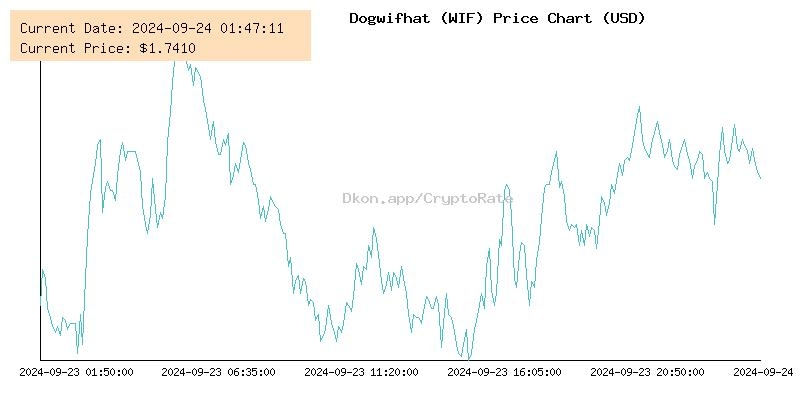 Dogwifhat (WIF) Price Chart (USD)
Current Date: 2024-09-24 01:47:11
Current Price: $1.7410
Dkon.app/CryptoRate
2024-09-23 01:50:00 2024-09-23 06:35:00 2024-09-23 11:20:00 2024-09-23 16:05:00 2024-09-23 20:50:00 2024-09-24